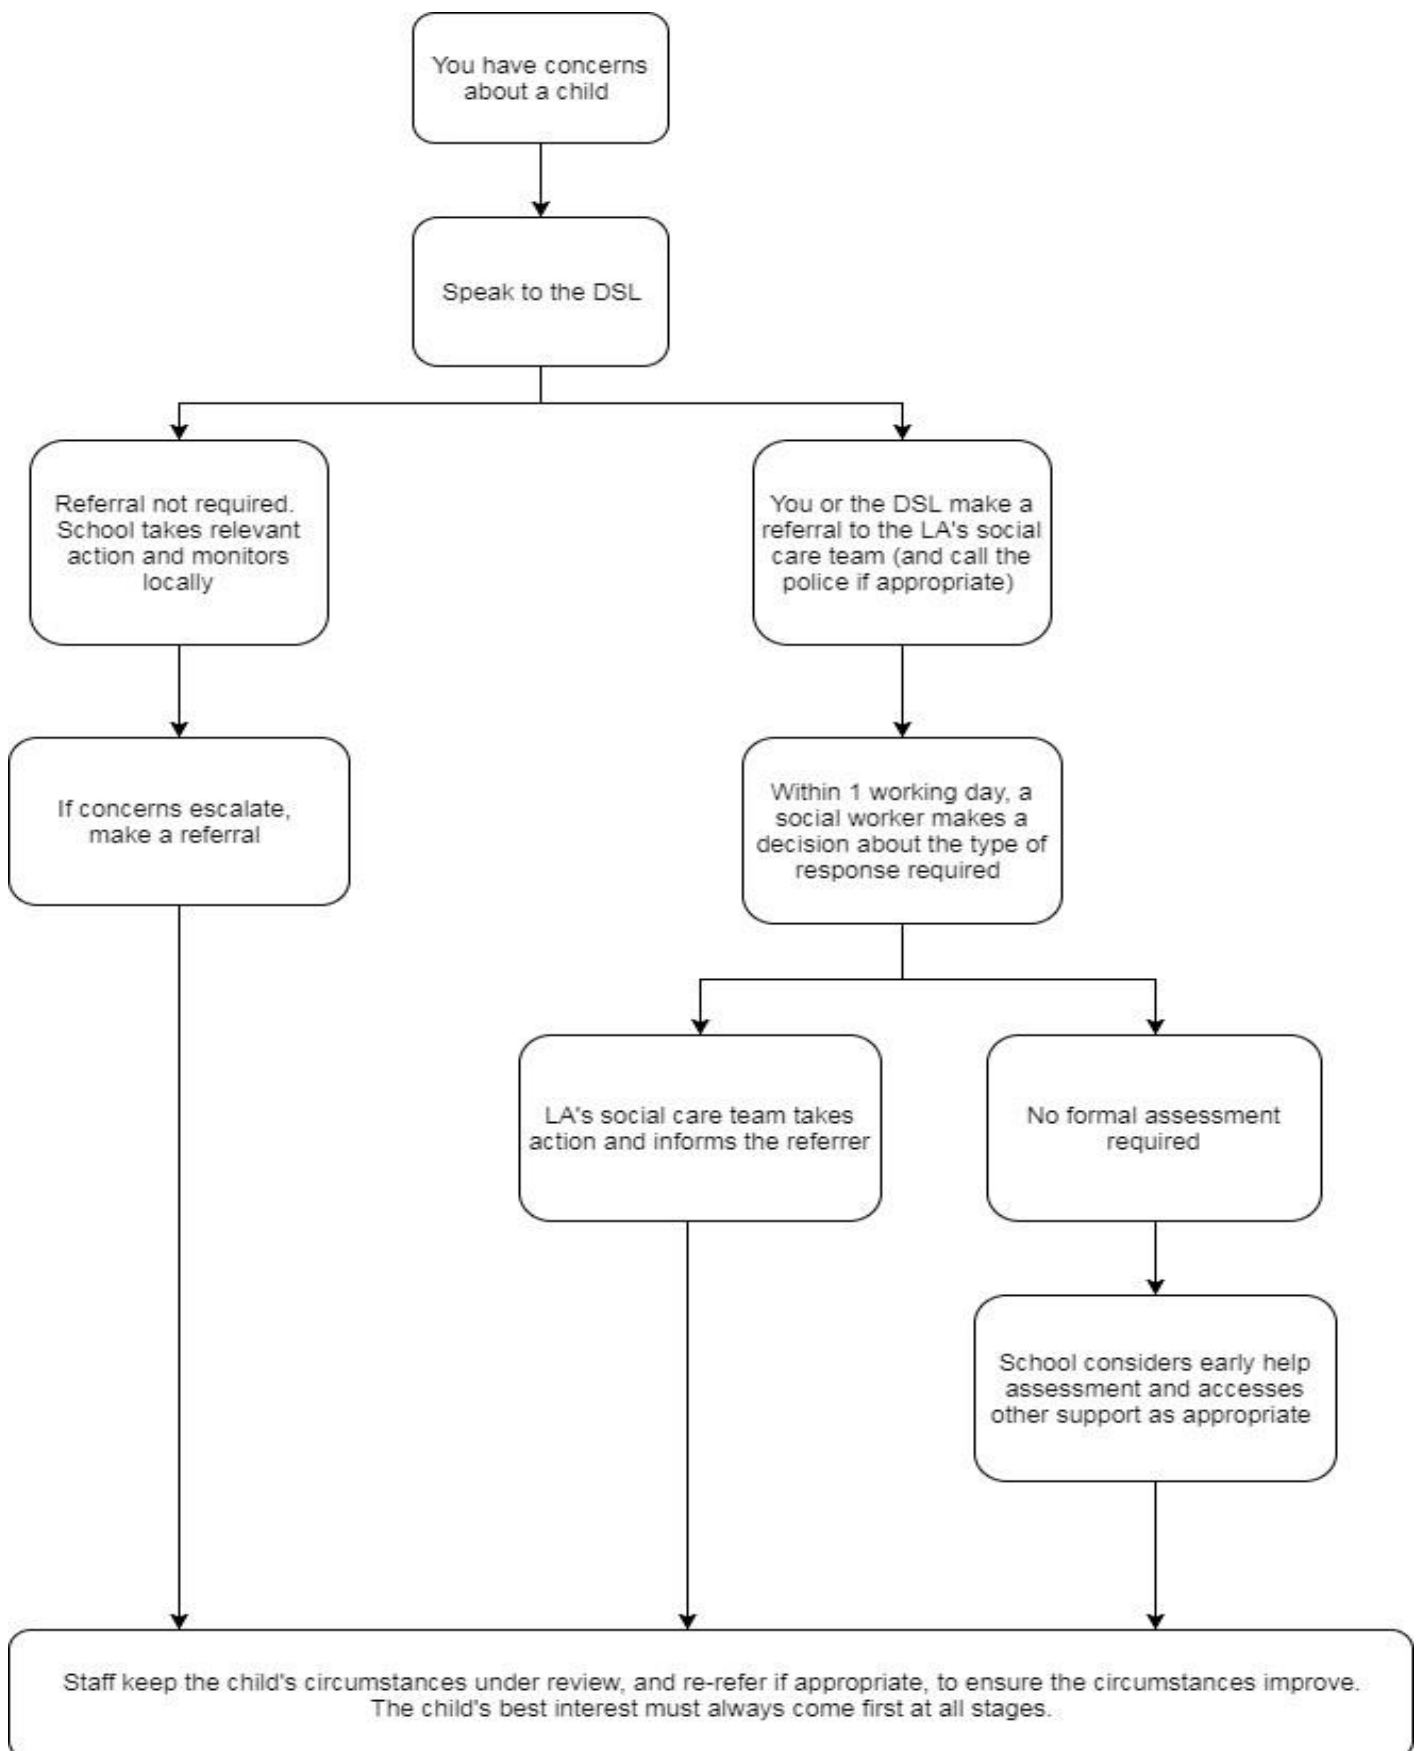 You have concerns
about a child
Speak to the DSL
Referral not required.
School takes relevant
action and monitors
locally
You or the DSL make a
referral to the LA's social
care team (and call the
police if appropriate)
If concerns escalate,
make a referral
Within 1 working day, a
social worker makes a
decision about the type of
response required
LA's social care team takes
action and informs the referrer
No formal assessment
required
School considers early help
assessment and accesses
other support as appropriate
Staff keep the child's circumstances under review, and re-refer if appropriate, to ensure the circumstances improve.
The child's best interest must always come first at all stages.